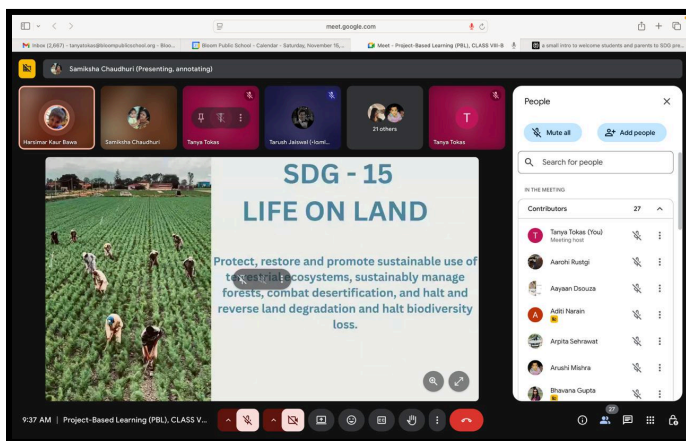 meet.google.com
Inbox (2,667) - tanyatokas@bloompublicschool.org - Bloo...
Bloom Public School - Calendar - Saturday, November 15,...
Meet - Project-Based Learning (PBL), CLASS VIII-B
a small intro to welcome students and parents to SDG pre...
Samiksha Chaudhuri (Presenting, annotating)
Harsimar Kaur Bawa
Samiksha Chaudhuri
Tanya Tokas
21 others
T
Tanya Tokas
SDG - 15
LIFE ON LAND
Protect, restore and promote sustainable use of
terrestrial ecosystems, sustainably manage
forests, combat desertification, and halt and
reverse land degradation and halt biodiversity
loss.
People
Mute all
Add people
Search for people
IN THE MEETING
Contributors
27
T
Tanya Tokas (You)
Meeting host
Aarohi Rustgi
Aayaan Dsouza
A
Aditi Narain
Arpita Sehrawat
Arushi Mishra
Bhavana Gupta
9:37 AM | Project-Based Learning (PBL), CLASS V...
27